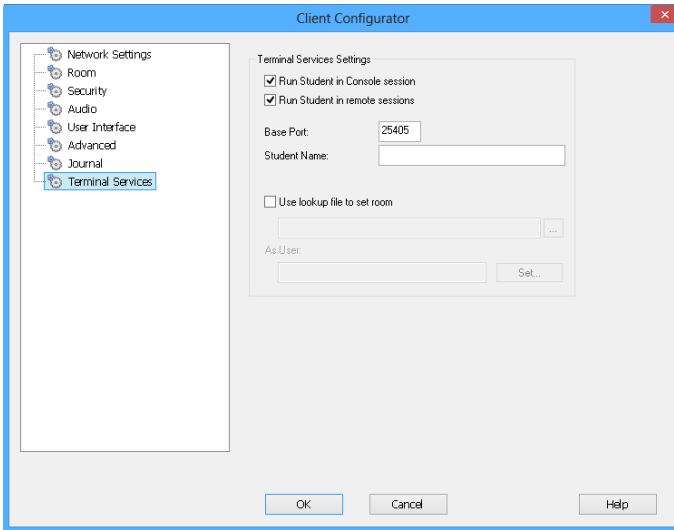 Client Configurator
x
Network Settings
Room
Security
Audio
User Interface
Advanced
Journal
Terminal Services
Terminal Services Settings
Run Student in Console session
Run Student in remote sessions
Base Port: 25405
Student Name:
Use lookup file to set room
...
As User:
Set...
OK Cancel Help